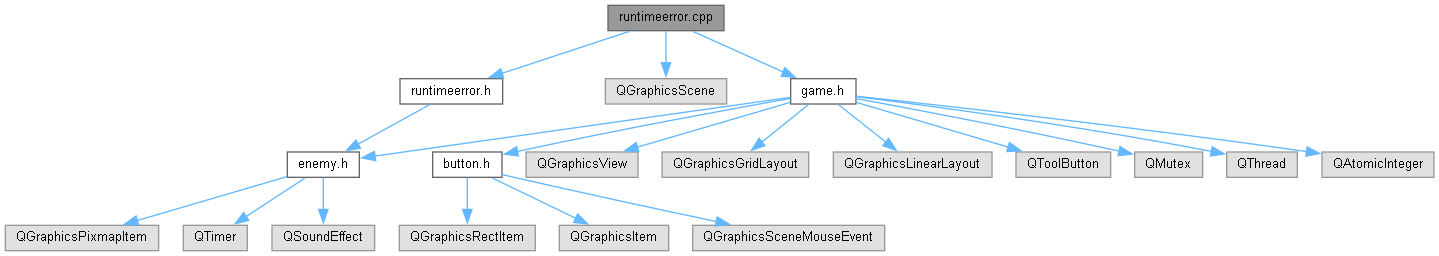 runtimeerror.cpp
runtimeerror.h
QGraphicsScene
game.h
enemy.h
button.h
QGraphicsView
QGraphicsGridLayout
QGraphicsLinearLayout
QToolButton
QMutex
QThread
QAtomicInteger
QGraphicsPixmapItem
QTimer
QSoundEffect
QGraphicsRectItem
QGraphicsItem
QGraphicsSceneMouseEvent